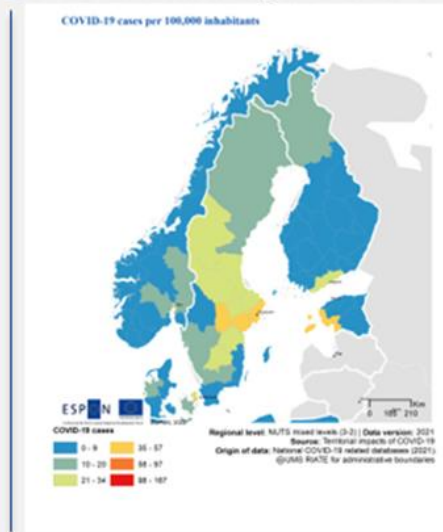 COVID-19 cases per 100,000 inhabitants
ESPON
COVID-19 cases
0 - 9
10 - 20
21 - 34
35 - 57
58 - 97
98 - 167
Km
0
210
Regional level: NUTS mixed levels (3-2) | Data version: 2021
Source: Territorial impacts of COVID-19
Origin of data: National COVID-19 related databases (2021)
@UMS RIATE for administrative boundaries